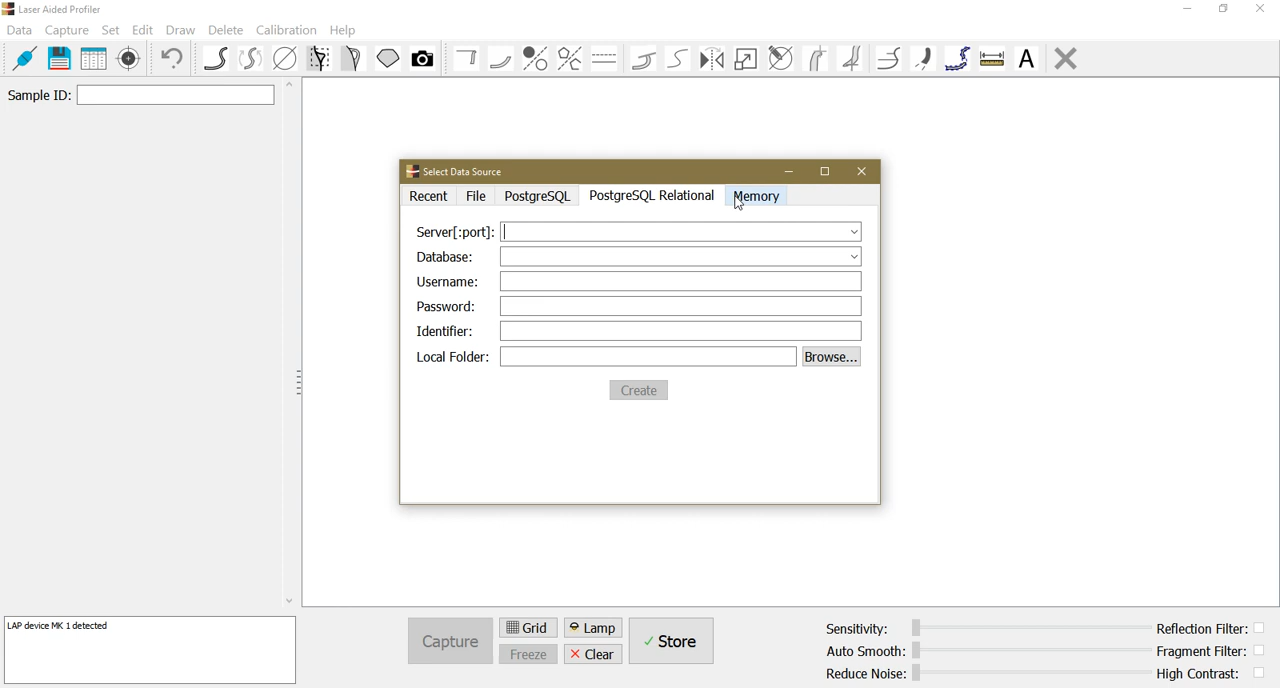 Laser Aided Profiler
Data Capture Set Edit Draw Delete Calibration Help
A
Sample ID:
Select Data Source
Recent File PostgreSQL PostgreSQL Relational Memory
Server[:port]:
Database:
Username:
Password:
Identifier:
Local Folder: Browse...
Create
LAP device MK 1 detected
Capture Grid Lamp Store
Freeze Clear
Sensitivity: Reflection Filter:
Auto Smooth: Fragment Filter:
Reduce Noise: High Contrast: